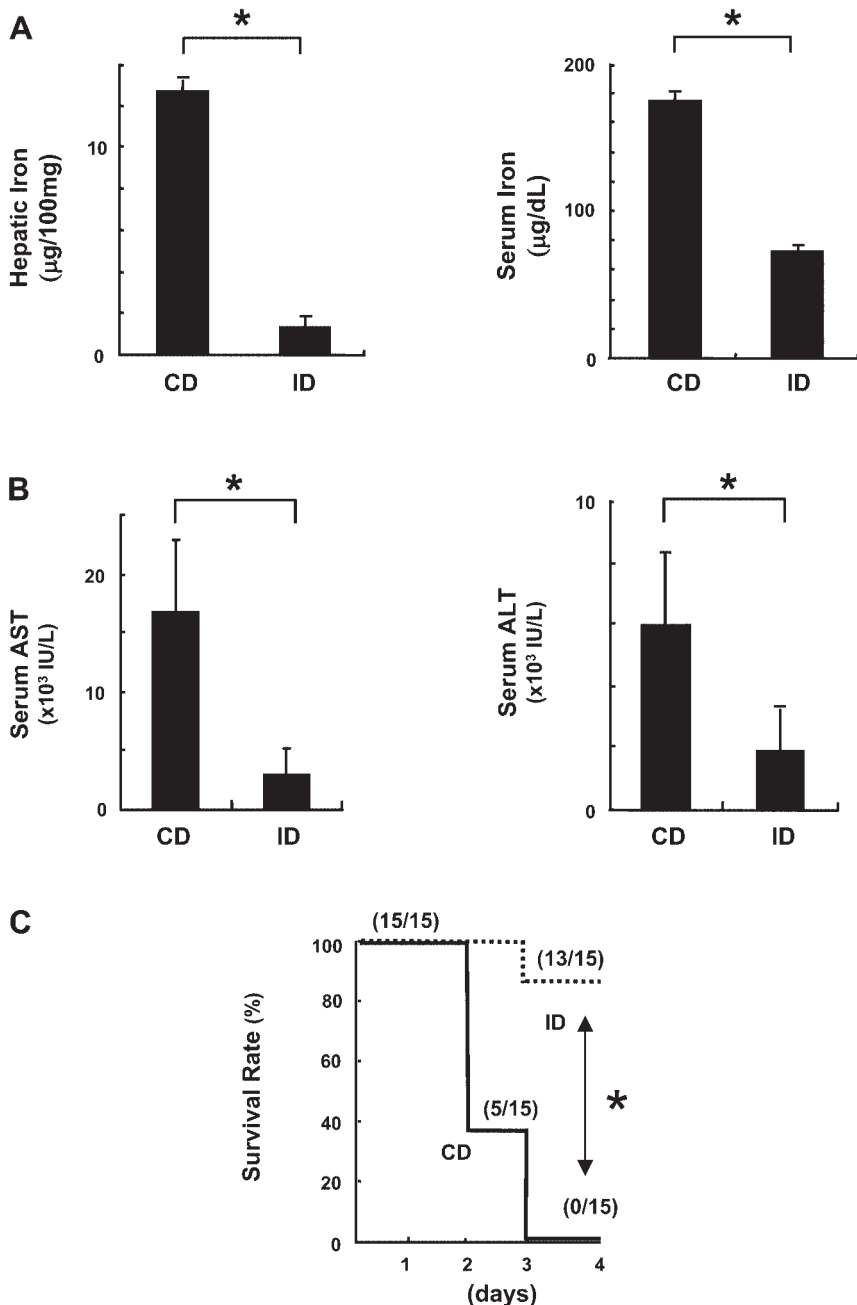 A
*
Hepatic Iron
(μg/100mg)
10
0
CD ID
*
Serum Iron
(μg/dL)
200
100
0
CD ID
B
*
Serum AST
(x10³ IU/L)
20
10
0
CD ID
*
Serum ALT
(x10³ IU/L)
10
0
CD ID
C
Survival Rate (%)
100
80
60
40
20
0
(15/15)
(13/15)
ID
*
(5/15)
CD
(0/15)
1 2 3 4
(days)